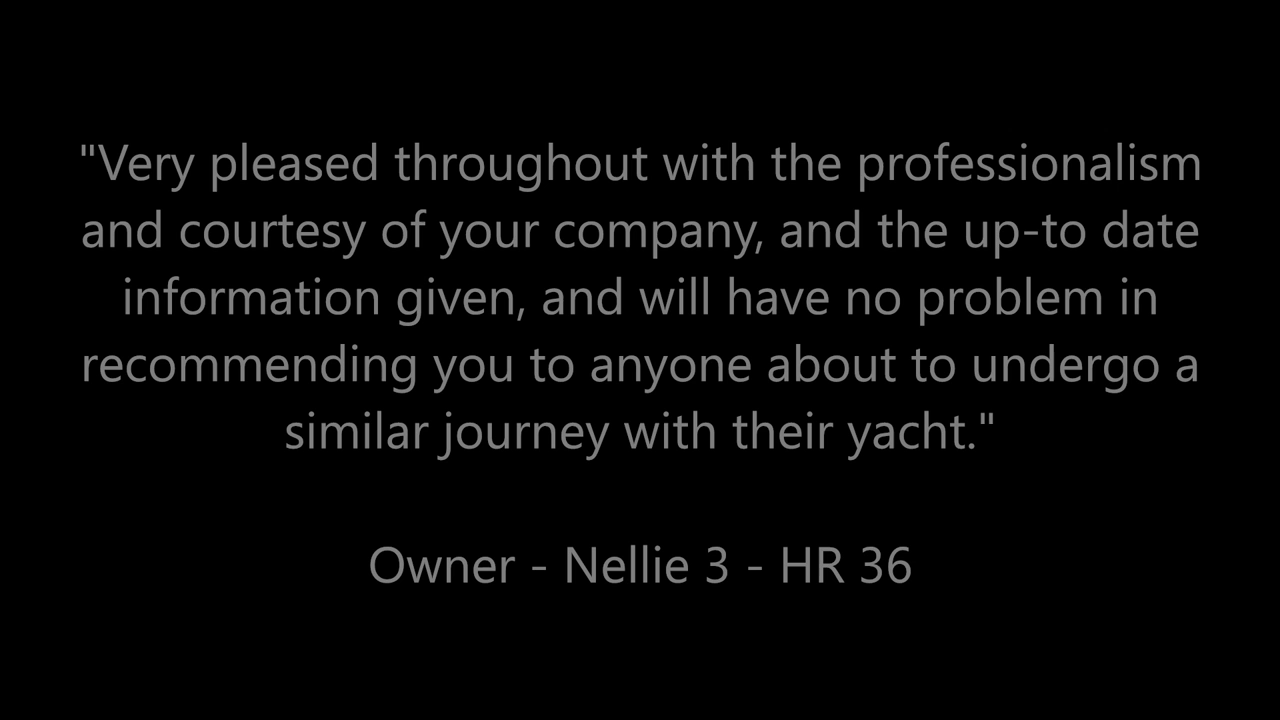 "Very pleased throughout with the professionalism
and courtesy of your company, and the up-to date
information given, and will have no problem in
recommending you to anyone about to undergo a
similar journey with their yacht."
Owner - Nellie 3 - HR 36